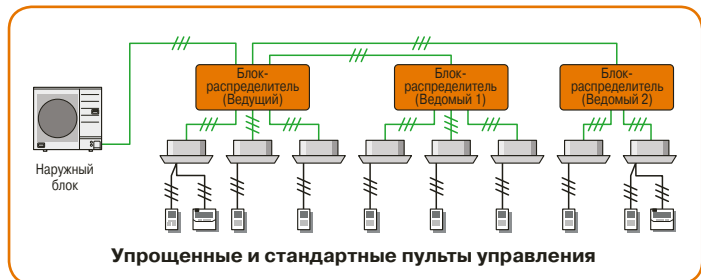 Блок-
распределитель
(Ведущий)
Блок-
распределитель
(Ведомый 1)
Блок-
распределитель
(Ведомый 2)
Наружный
блок
Упрощенные и стандартные пульты управления